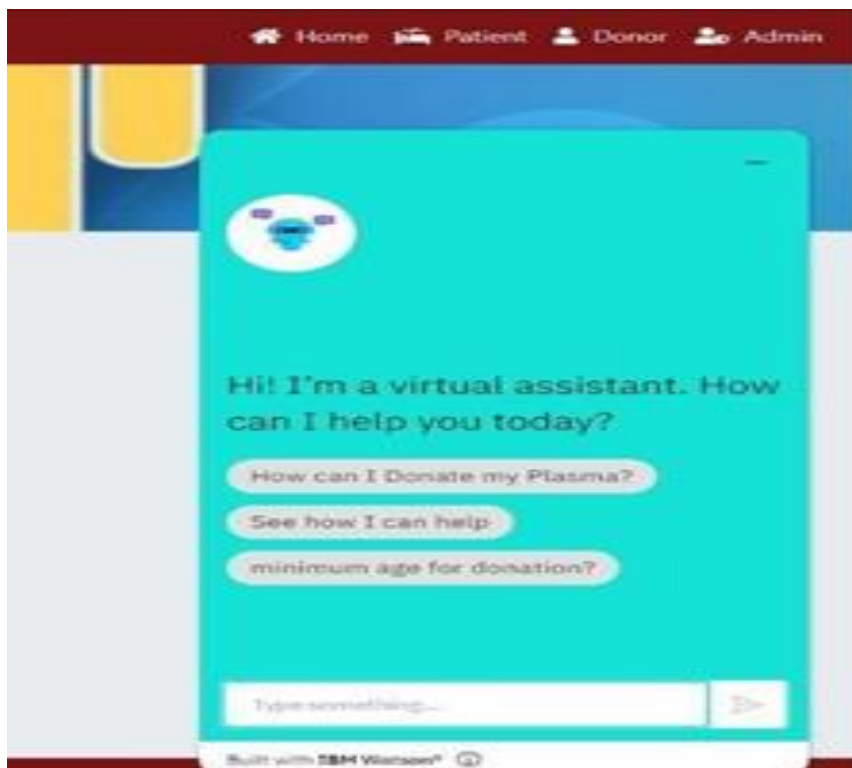 Home Patient Donor Admin
Hi! I'm a virtual assistant. How
can I help you today?
How can I Donate my Plasma?
See how I can help
minimum age for donation?
Type something...
Built with IBM Watson®